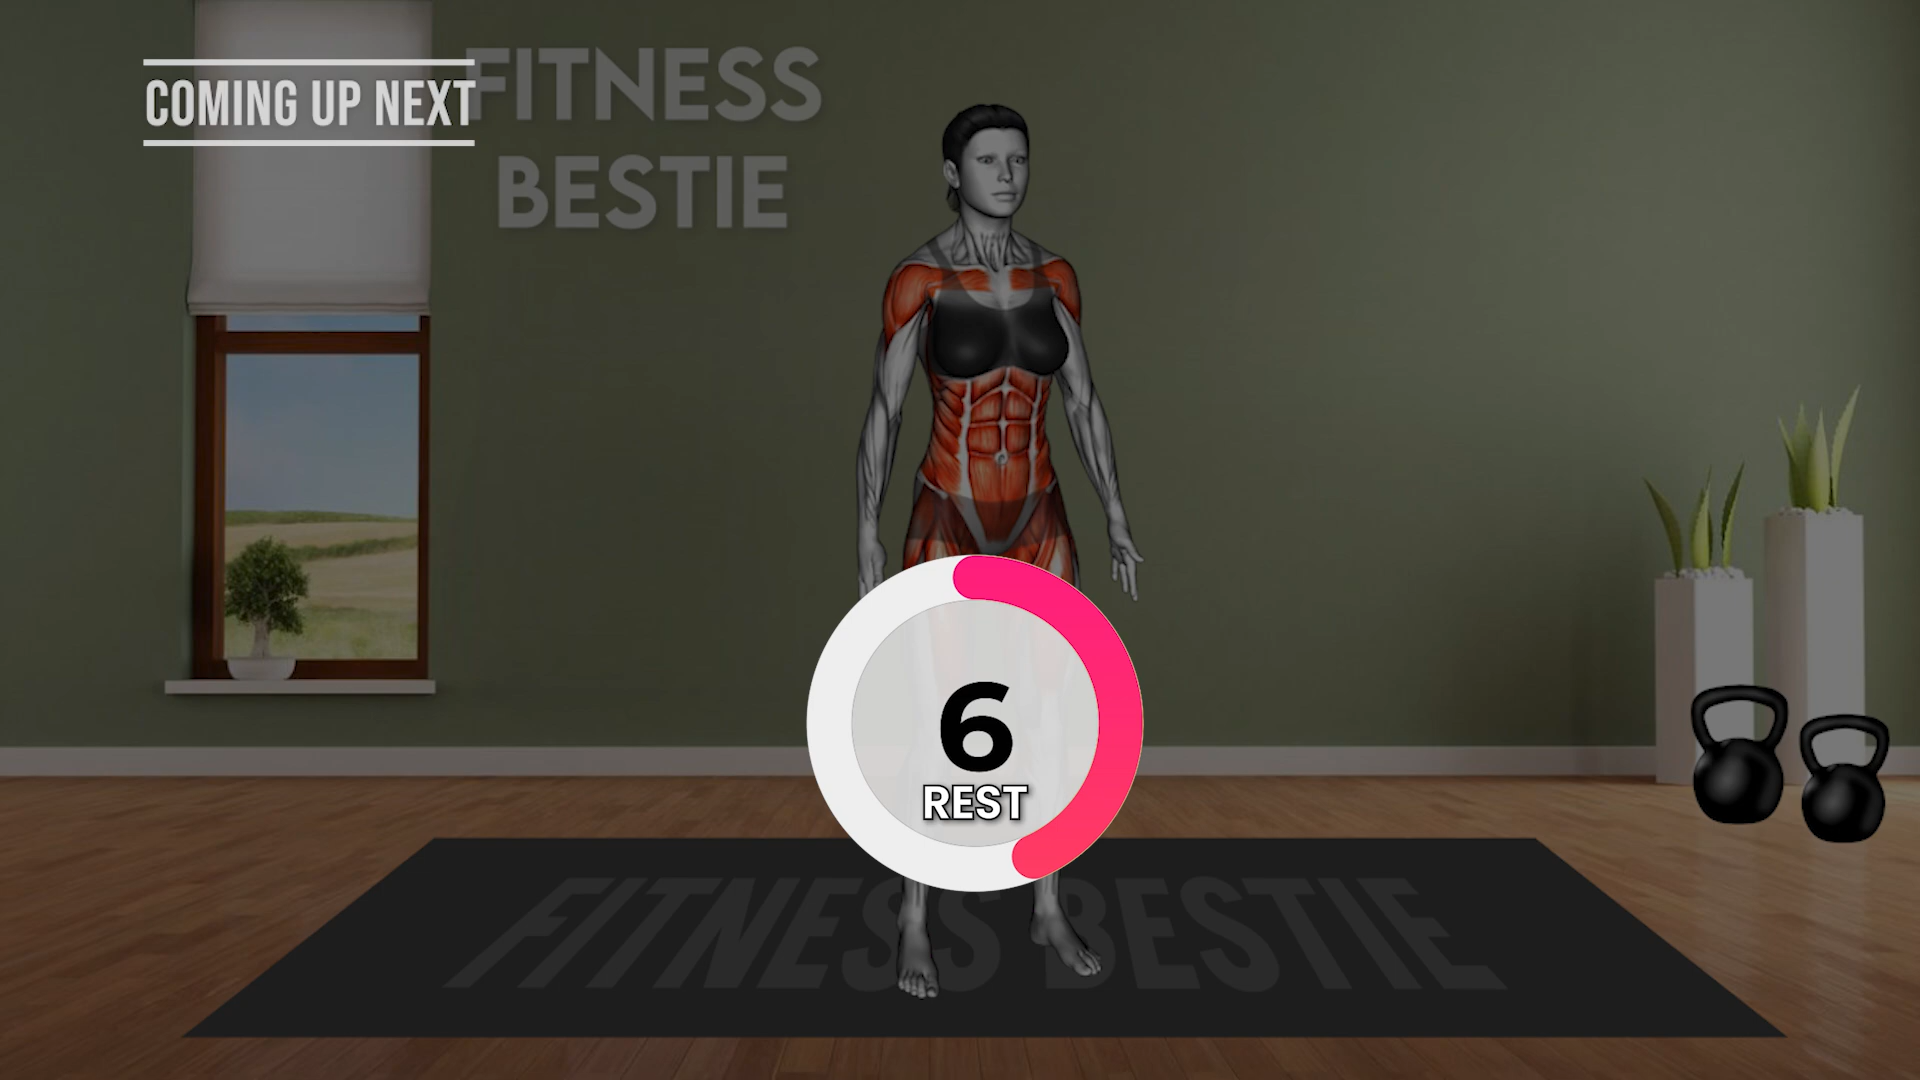 COMING UP NEXT
FITNESS
BESTIE
6
REST
FITNESS BESTIE